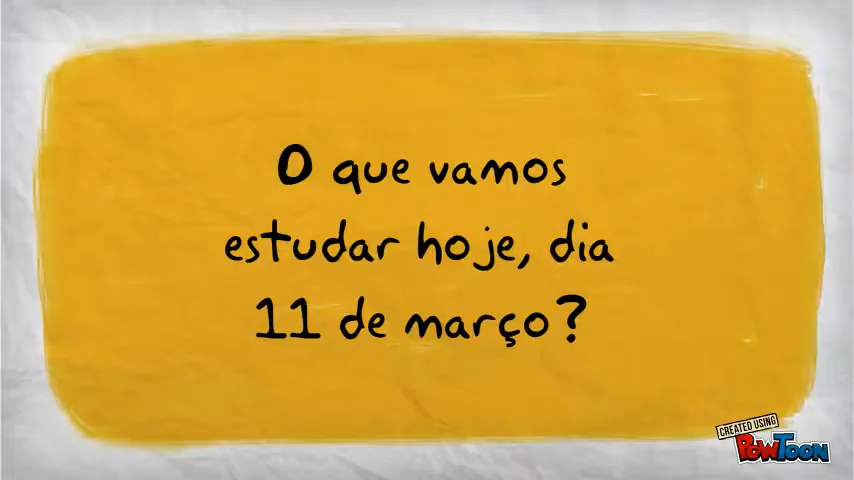 O que vamos
estudar hoje, dia
11 de março?
CREATED USING
POWTOON